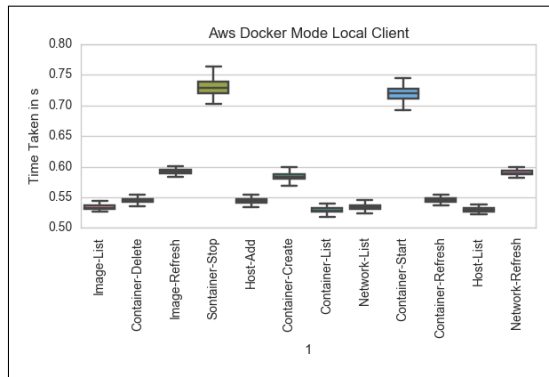 Aws Docker Mode Local Client
Time Taken in s
0.80
0.75
0.70
0.65
0.60
0.55
0.50
Image-List
Container-Delete
Image-Refresh
Sontainer-Stop
Host-Add
Container-Create
Container-List
Network-List
Container-Start
Container-Refresh
Host-List
Network-Refresh
1